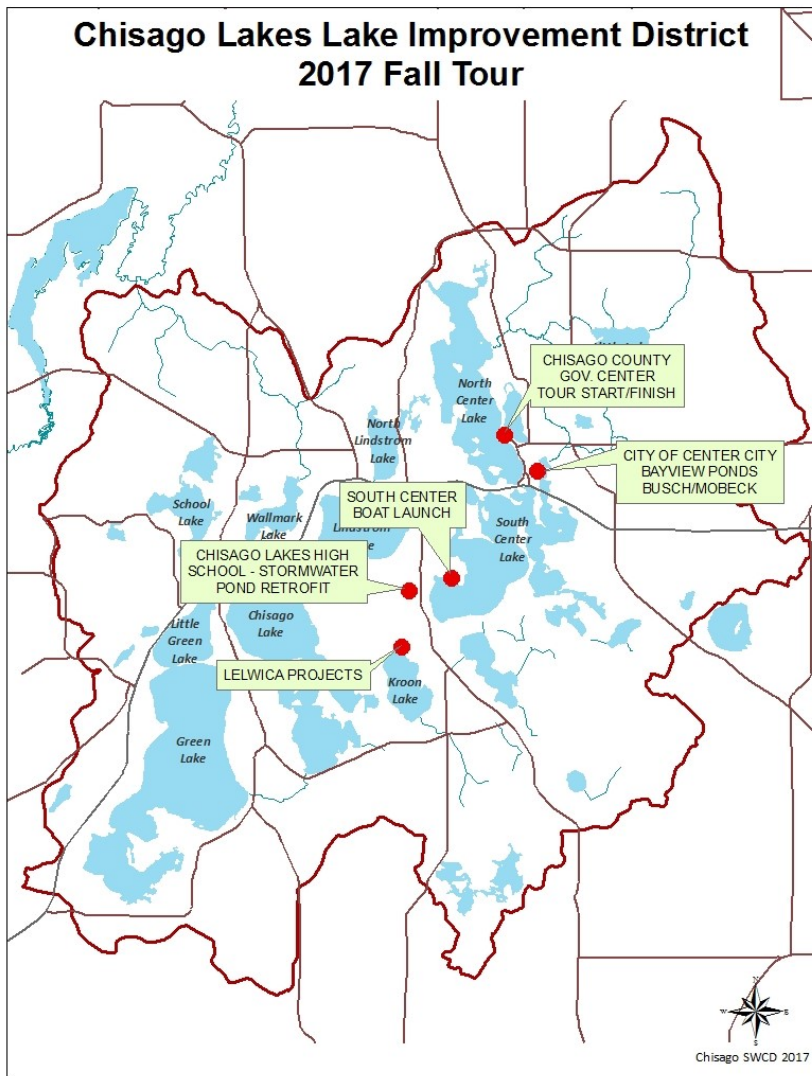 Chisago Lakes Lake Improvement District
2017 Fall Tour
CHISAGO COUNTY
GOV. CENTER
TOUR START/FINISH
North
Center
Lake
North
Lindstrom
Lake
CITY OF CENTER CITY
BAYVIEW PONDS
BUSCH/MOBECK
SOUTH CENTER
BOAT LAUNCH
School
Lake
Wallmark
Lake
South
Center
Lake
CHISAGO LAKES HIGH
SCHOOL - STORMWATER
POND RETROFIT
Little
Green
Lake
Chisago
Lake
LELWICA PROJECTS
Kroon
Lake
Green
Lake
N
W
E
S
Chisago SWCD 2017